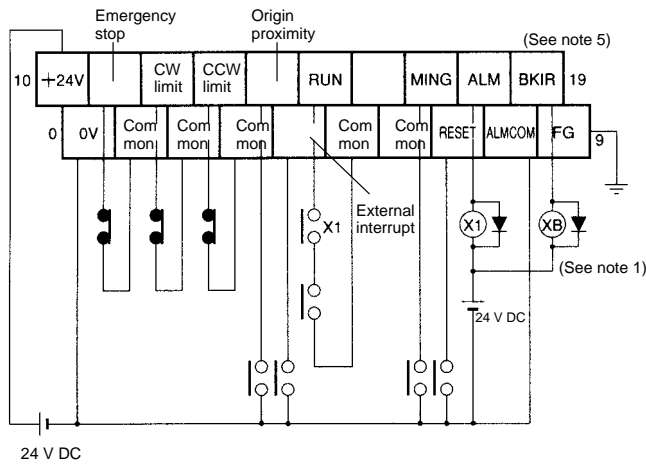 Emergency
stop
Origin
proximity
(See note 5)
10
+24V
CW
limit
CCW
limit
RUN
MING
ALM
BKIR
19
0
0V
Com
mon
Com
mon
Com
mon
Com
mon
Com
mon
RESET
ALMCOM
FG
9
External
interrupt
X1
X1
XB
(See note 1)
24 V DC
24 V DC